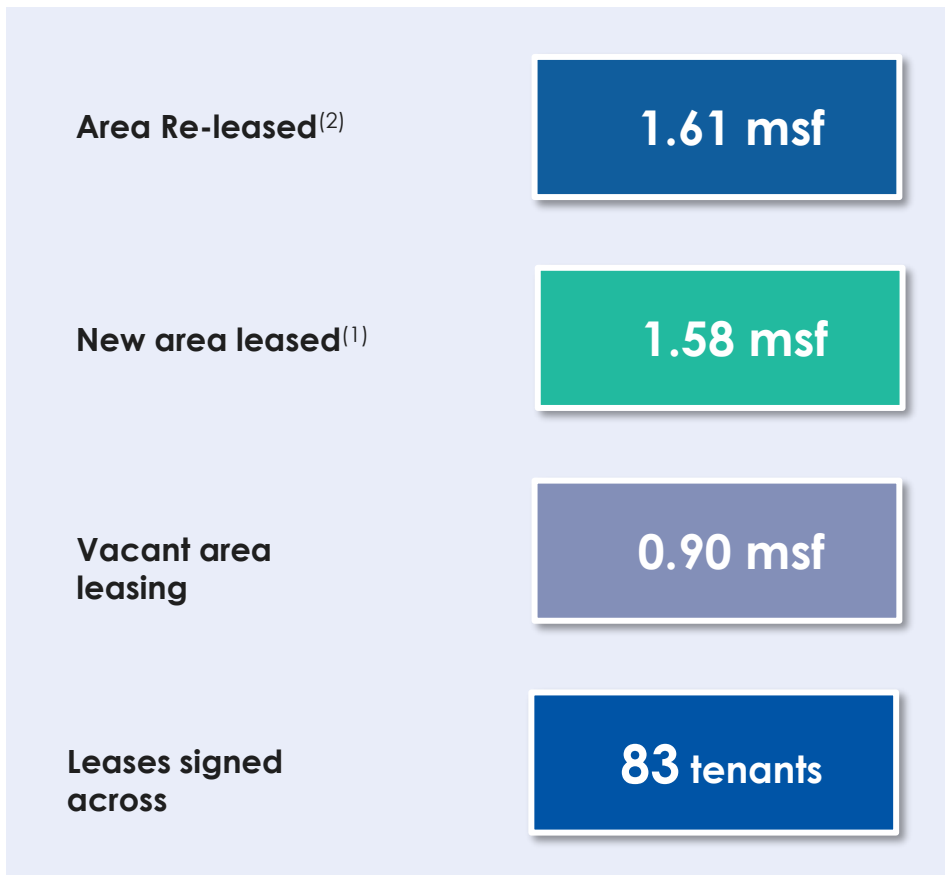 Area Re-leased(2)
1.61 msf
New area leased(1)
1.58 msf
Vacant area
leasing
0.90 msf
Leases signed
across
83 tenants